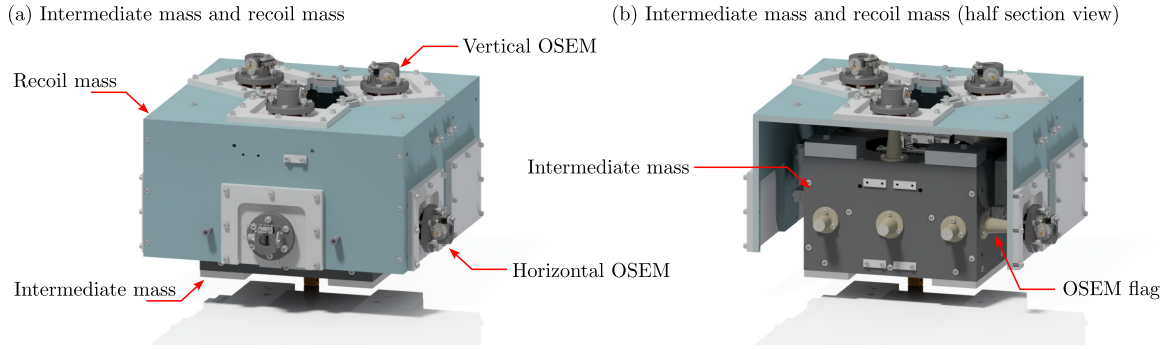 (a) Intermediate mass and recoil mass
Vertical OSEM
Recoil mass
Horizontal OSEM
Intermediate mass
(b) Intermediate mass and recoil mass (half section view)
Intermediate mass
OSEM flag